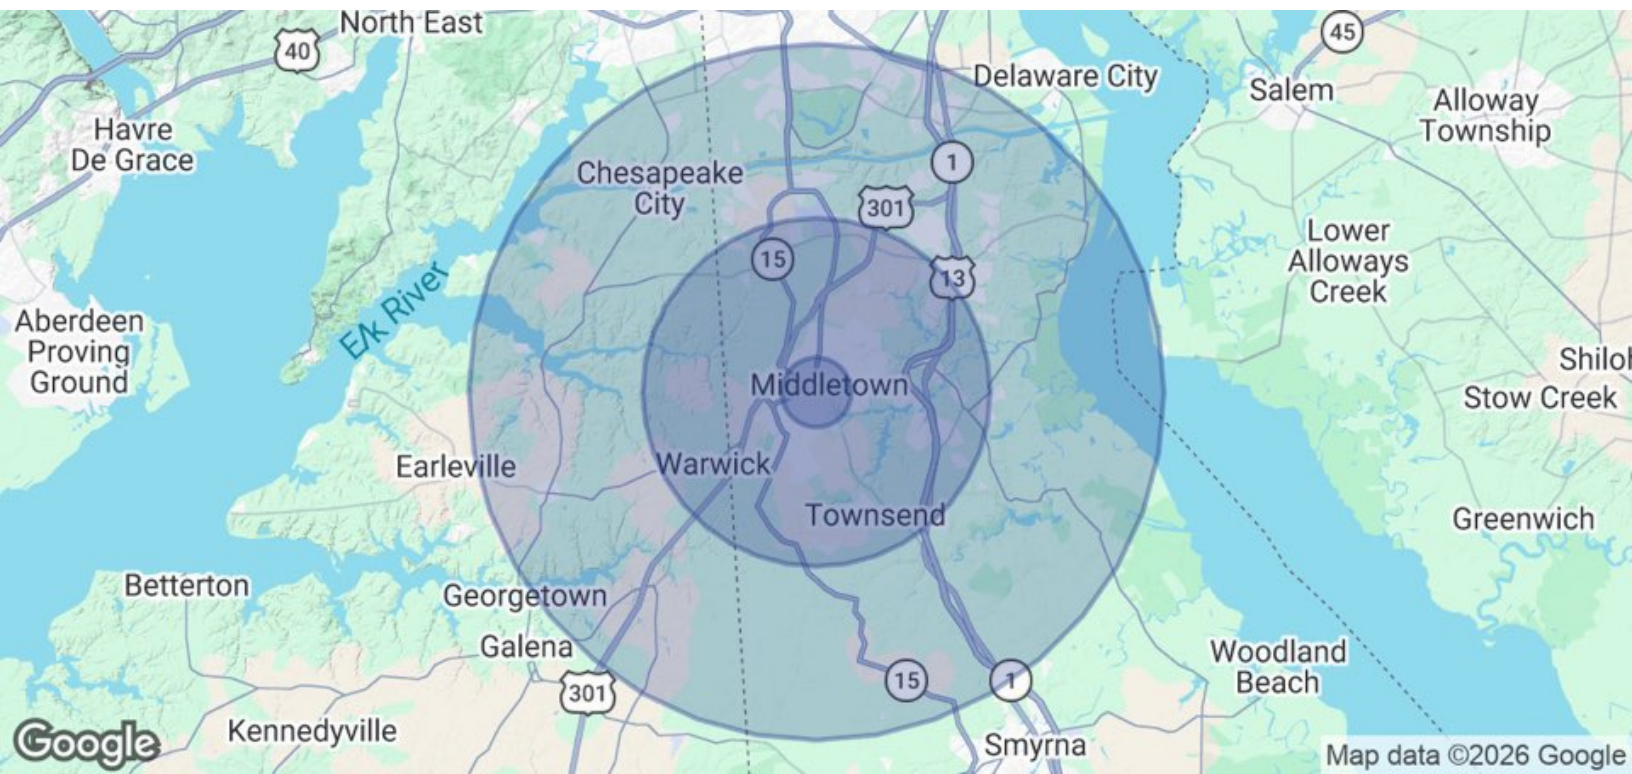 North East
40
45
Delaware City
Salem
Alloway
Township
Havre
De Grace
1
Chesapeake
City
301
Lower
Alloways
Creek
15
13
Elk River
Aberdeen
Proving
Ground
Middletown
Stow Creek
Earleville
Warwick
Townsend
Greenwich
Betterton
Georgetown
Galena
Woodland
Beach
301
15
1
Kennedyville
Smyrna
Google
Map data ©2026 Google